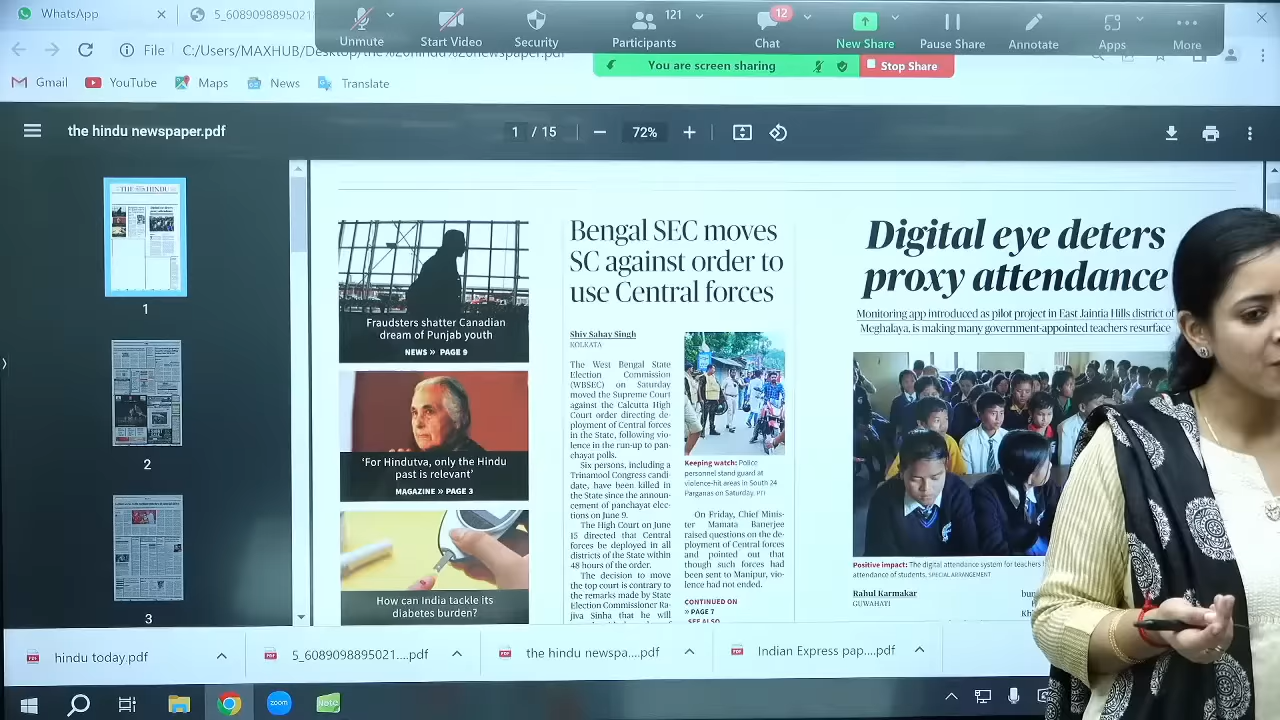 WhatsApp
5_6089098895021
Unmute
Start Video
Security
Participants
121
Chat
12
New Share
Pause Share
Annotate
Apps
More
File
C:/Users/MAXHUB/Desktop/the%20hindu%20newspaper.pdf
You are screen sharing
Stop Share
Gmail
YouTube
Maps
News
Translate
the hindu newspaper.pdf
1 / 15
72%
1
2
3
Fraudsters shatter Canadian
dream of Punjab youth
NEWS » PAGE 9
'For Hindutva, only the Hindu
past is relevant'
MAGAZINE » PAGE 3
How can India tackle its
diabetes burden?
Bengal SEC moves
SC against order to
use Central forces
Shiv Sahay Singh
KOLKATA
The West Bengal State
Election Commission
(WBSEC) on Saturday
moved the Supreme Court
against the Calcutta High
Court order directing de-
ployment of Central forces
in the State, following vio-
lence in the run-up to pan-
chayat polls.
Six persons, including a
Trinamool Congress candi-
date, have been killed in
the State since the announ-
cement of panchayat elec-
tions on June 9.
The High Court on June
15 directed that Central
forces be deployed in all
districts of the State within
48 hours of the order.
The decision to move
the top court is contrary to
the remarks made by State
Election Commissioner Ra-
jiva Sinha that he will
Keeping watch: Police
personnel stand guard at
violence-hit areas in South 24
Parganas on Saturday. PTI
On Friday, Chief Minis-
ter Mamata Banerjee
raised questions on the de-
ployment of Central forces
and pointed out that
though such forces had
been sent to Manipur, vio-
lence had not ended.
CONTINUED ON
» PAGE 7
SEE ALSO
Digital eye deters
proxy attendance
Monitoring app introduced as pilot project in East Jaintia Hills district of
Meghalaya, is making many government-appointed teachers resurface
Positive impact: The digital attendance system for teachers
attendance of students. SPECIAL ARRANGEMENT
Rahul Karmakar
GUWAHATI
hindu today.pdf
5_6089098895021....pdf
the hindu newspa....pdf
Indian Express pap....pdf
zoom
Note